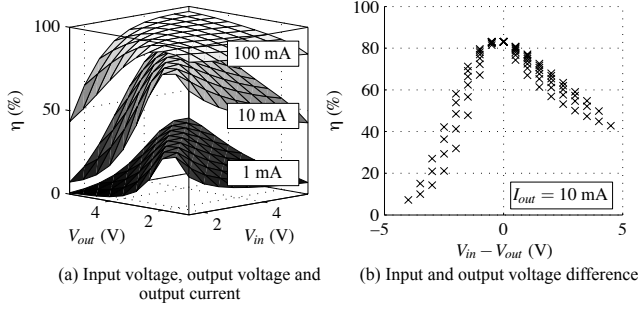 100
50
0
η (%)
100 mA
10 mA
1 mA
4
2
2
4
V_out (V)
V_in (V)
(a) Input voltage, output voltage and
output current
100
80
60
40
20
0
η (%)
I_out = 10 mA
−5
0
5
V_in − V_out (V)
(b) Input and output voltage difference